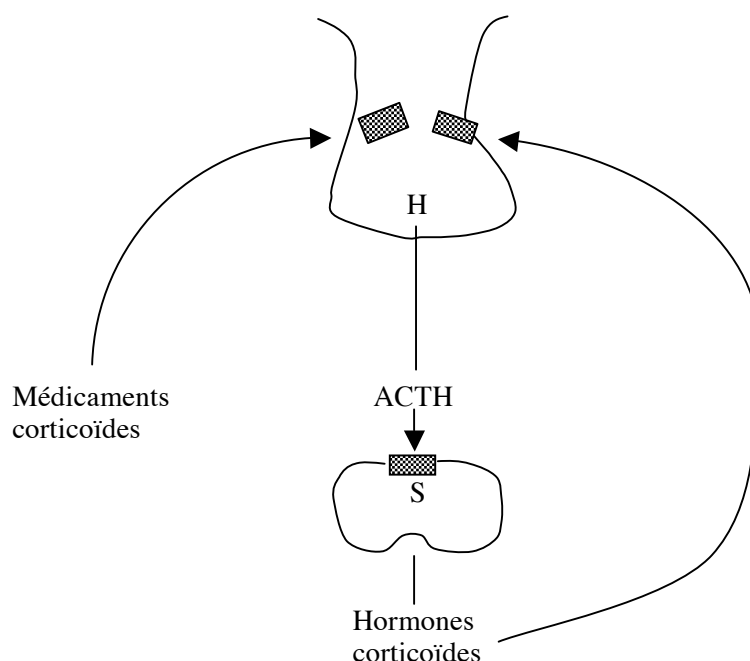 H
Médicaments
corticoïdes
ACTH
S
Hormones
corticoïdes